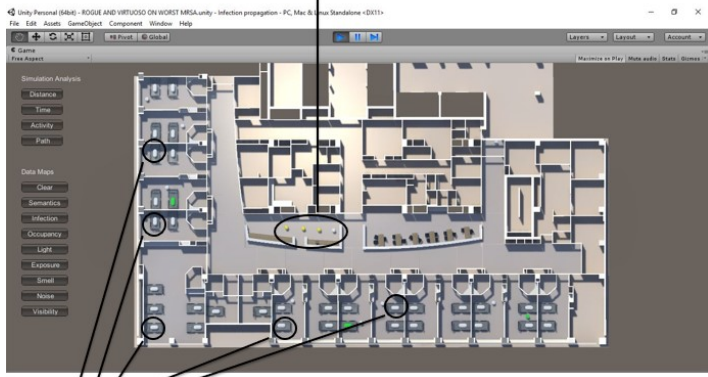 Unity Personal (64bit) - ROGUE AND VIRTUOSO ON WORST MRSA.unity - Infection propagation - PC, Mac & Linux Standalone <DX11>
File Edit Assets GameObject Component Window Help
Pivot Global Layers Layout Account
Game
Free Aspect Maximize on Play Mute audio Stats Gizmos
Simulation Analysis
Distance
Time
Activity
Path
Data Maps
Clear
Semantics
Infection
Occupancy
Light
Exposure
Smell
Noise
Visibility